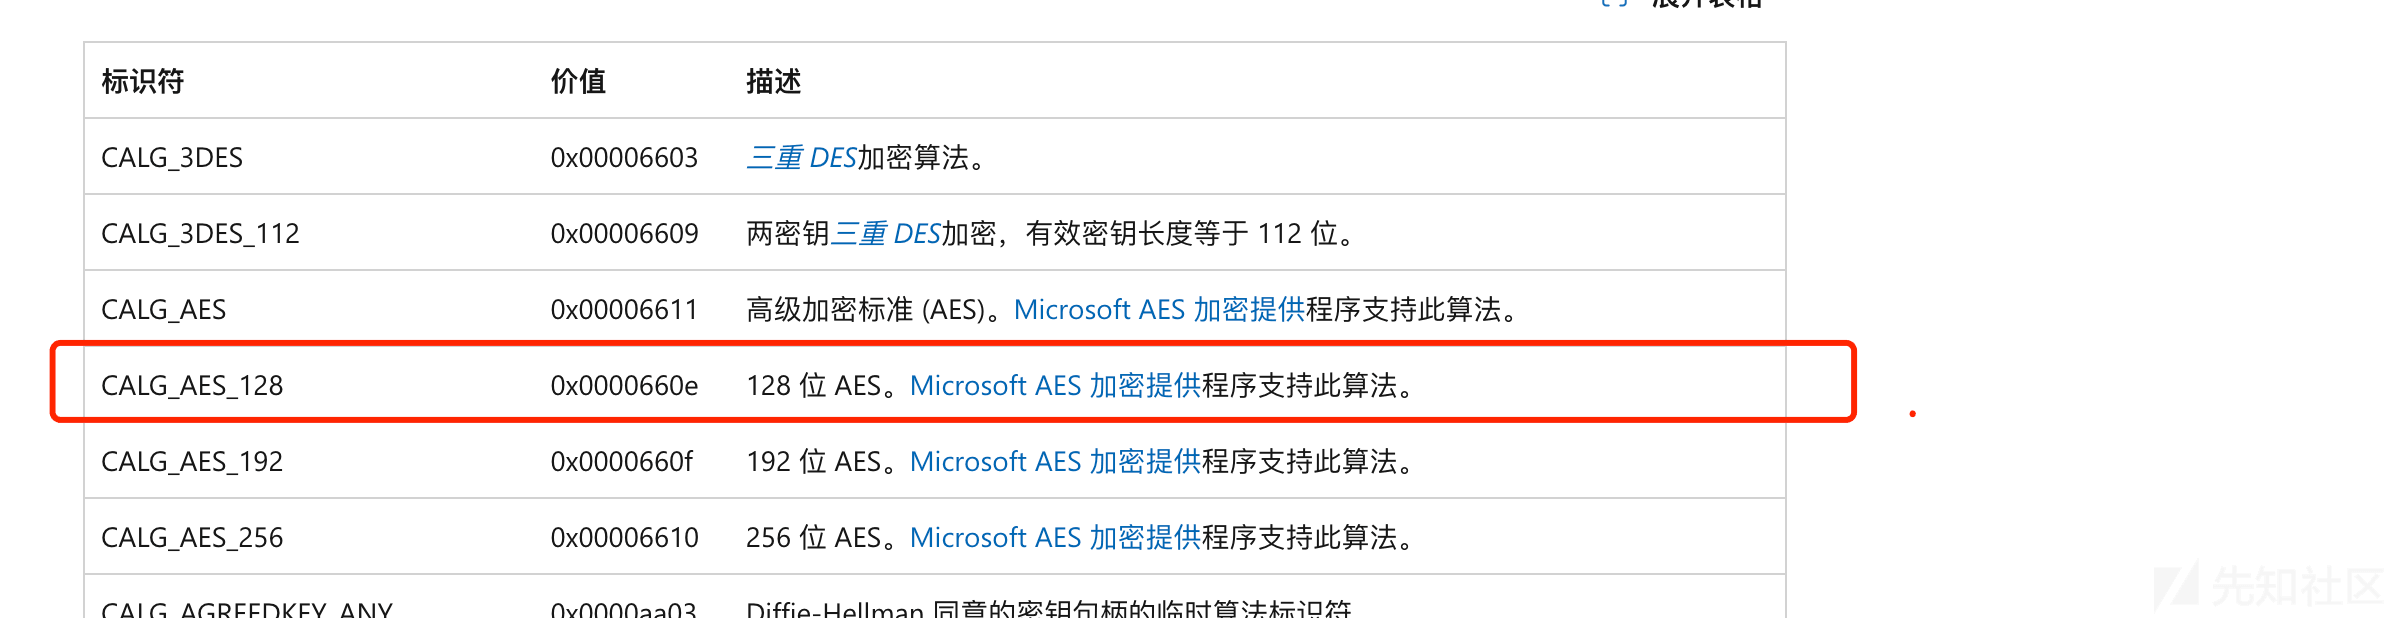 展开表格
标识符 价值 描述
CALG_3DES 0x00006603 三重 DES加密算法。
CALG_3DES_112 0x00006609 两密钥三重 DES加密，有效密钥长度等于 112 位。
CALG_AES 0x00006611 高级加密标准 (AES)。Microsoft AES 加密提供程序支持此算法。
CALG_AES_128 0x0000660e 128 位 AES。Microsoft AES 加密提供程序支持此算法。
CALG_AES_192 0x0000660f 192 位 AES。Microsoft AES 加密提供程序支持此算法。
CALG_AES_256 0x00006610 256 位 AES。Microsoft AES 加密提供程序支持此算法。
CALG_AGREEDKEY_ANY 0x0000aa03 Diffie-Hellman 同意的密钥句柄的临时算法标识符
先知社区